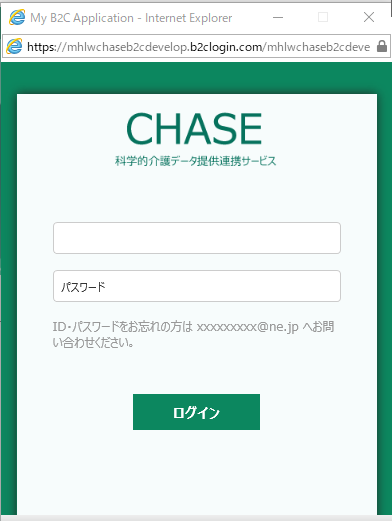 My B2C Application - Internet Explorer
https://mhlwchaseb2cdevelop.b2clogin.com/mhlwchaseb2cdeve
CHASE
科学的介護データ提供連携サービス
パスワード
ID・パスワードをお忘れの方は xxxxxxxxx@ne.jp へお問
い合わせください。
ログイン